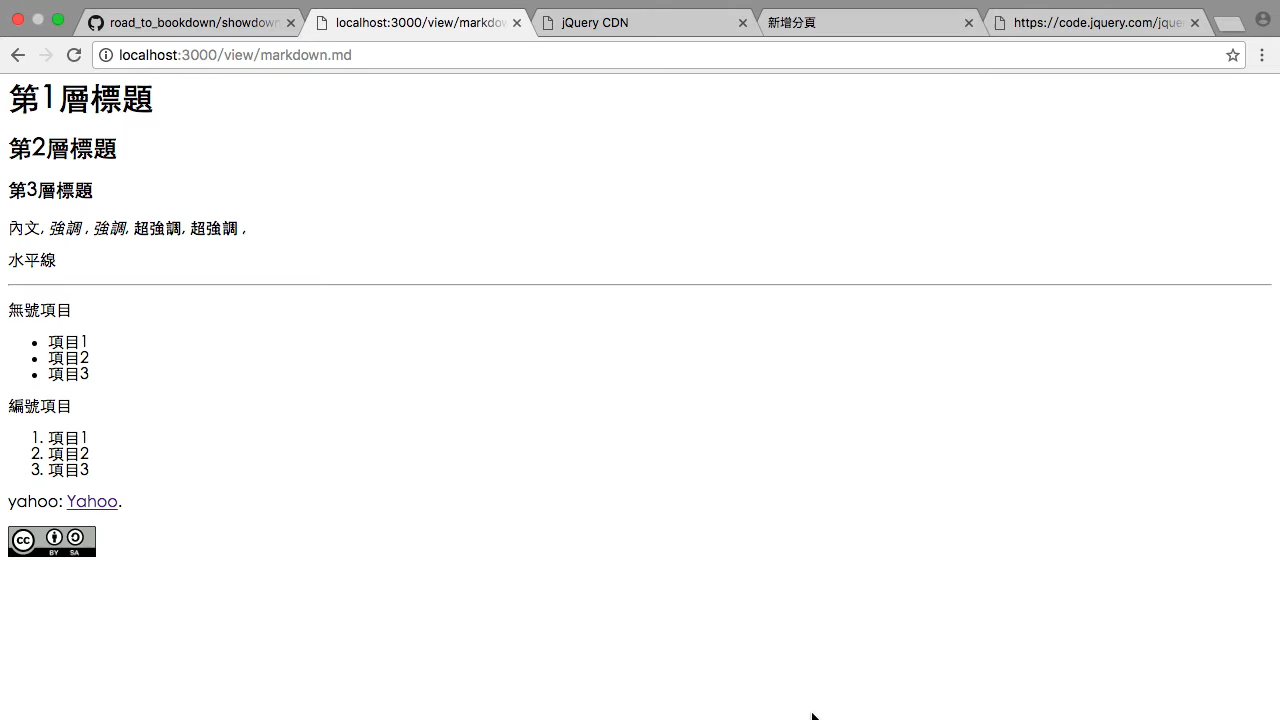 road_to_bookdown/showdown
localhost:3000/view/markdow
jQuery CDN
新增分頁
https://code.jquery.com/jque
localhost:3000/view/markdown.md
第1層標題
第2層標題
第3層標題
內文, 強調 , 強調, 超強調, 超強調 ,
水平線
無號項目
• 項目1
• 項目2
• 項目3
編號項目
1. 項目1
2. 項目2
3. 項目3
yahoo: Yahoo.
cc BY SA